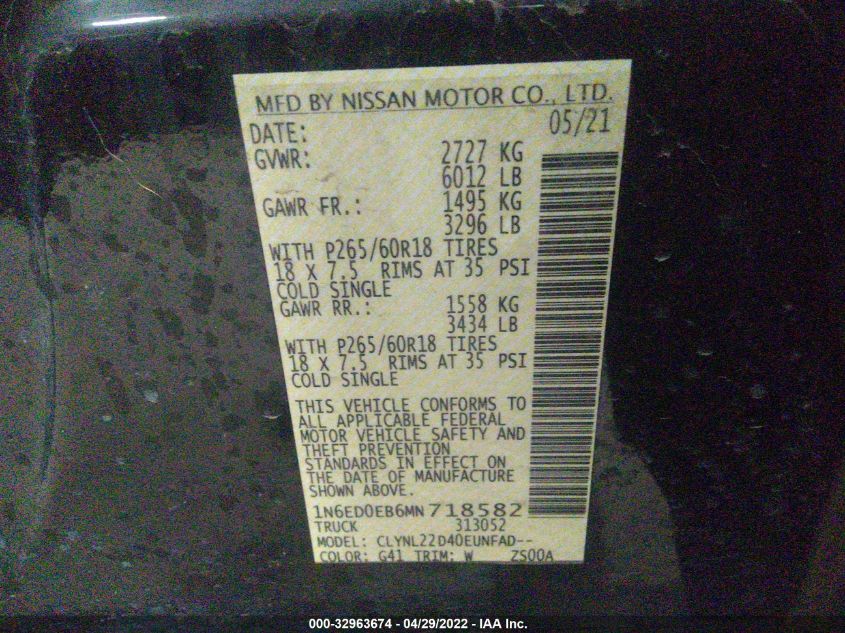 MFD BY NISSAN MOTOR CO., LTD.
DATE: 05/21
GVWR: 2727 KG
6012 LB
GAWR FR.: 1495 KG
3296 LB
WITH P265/60R18 TIRES
18 X 7.5 RIMS AT 35 PSI
COLD SINGLE
GAWR RR.: 1558 KG
3434 LB
WITH P265/60R18 TIRES
18 X 7.5 RIMS AT 35 PSI
COLD SINGLE
THIS VEHICLE CONFORMS TO
ALL APPLICABLE FEDERAL
MOTOR VEHICLE SAFETY AND
THEFT PREVENTION
STANDARDS IN EFFECT ON
THE DATE OF MANUFACTURE
SHOWN ABOVE.
1N6ED0EB6MN718582
TRUCK 313052
MODEL: CLYNL22D40EUNFAD--
COLOR: G41 TRIM: W ZS00A
000-32963674 - 04/29/2022 - IAA Inc.